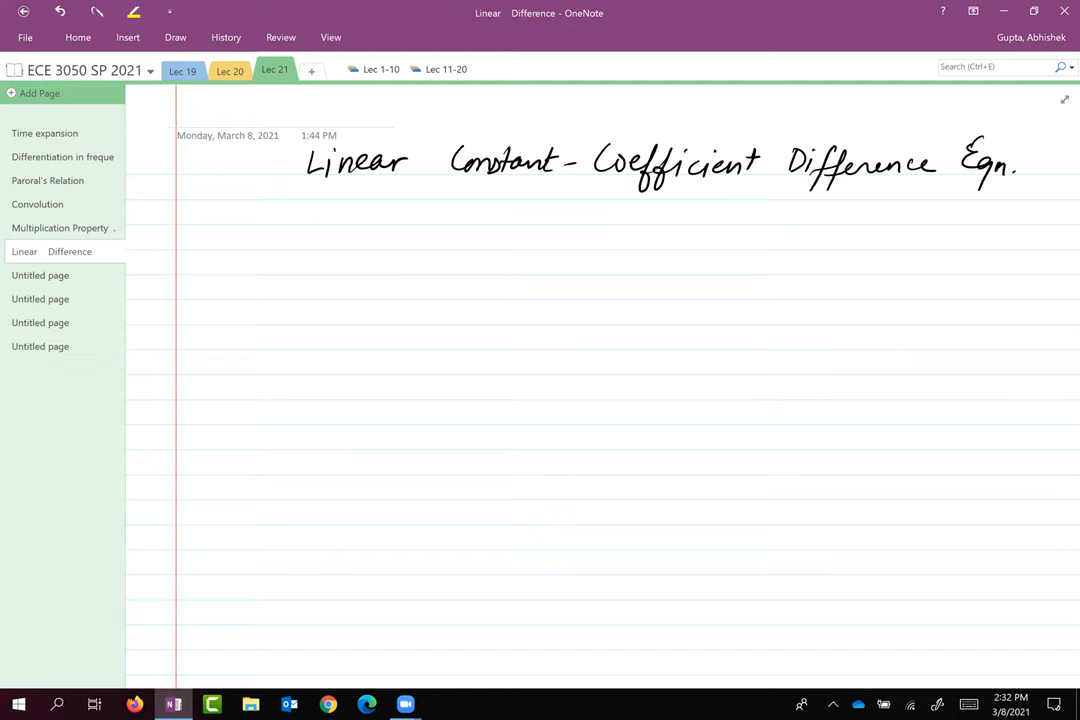 Linear Difference - OneNote
?
File Home Insert Draw History Review View
Gupta, Abhishek
ECE 3050 SP 2021
Lec 19 Lec 20 Lec 21 + Lec 1-10 Lec 11-20
Search (Ctrl+E)
+ Add Page
Monday, March 8, 2021 1:44 PM
Linear Constant - Coefficient Difference Eqn.
Time expansion
Differentiation in freque
Paroral's Relation
Convolution
Multiplication Property .
Linear Difference
Untitled page
Untitled page
Untitled page
Untitled page
2:32 PM
3/8/2021